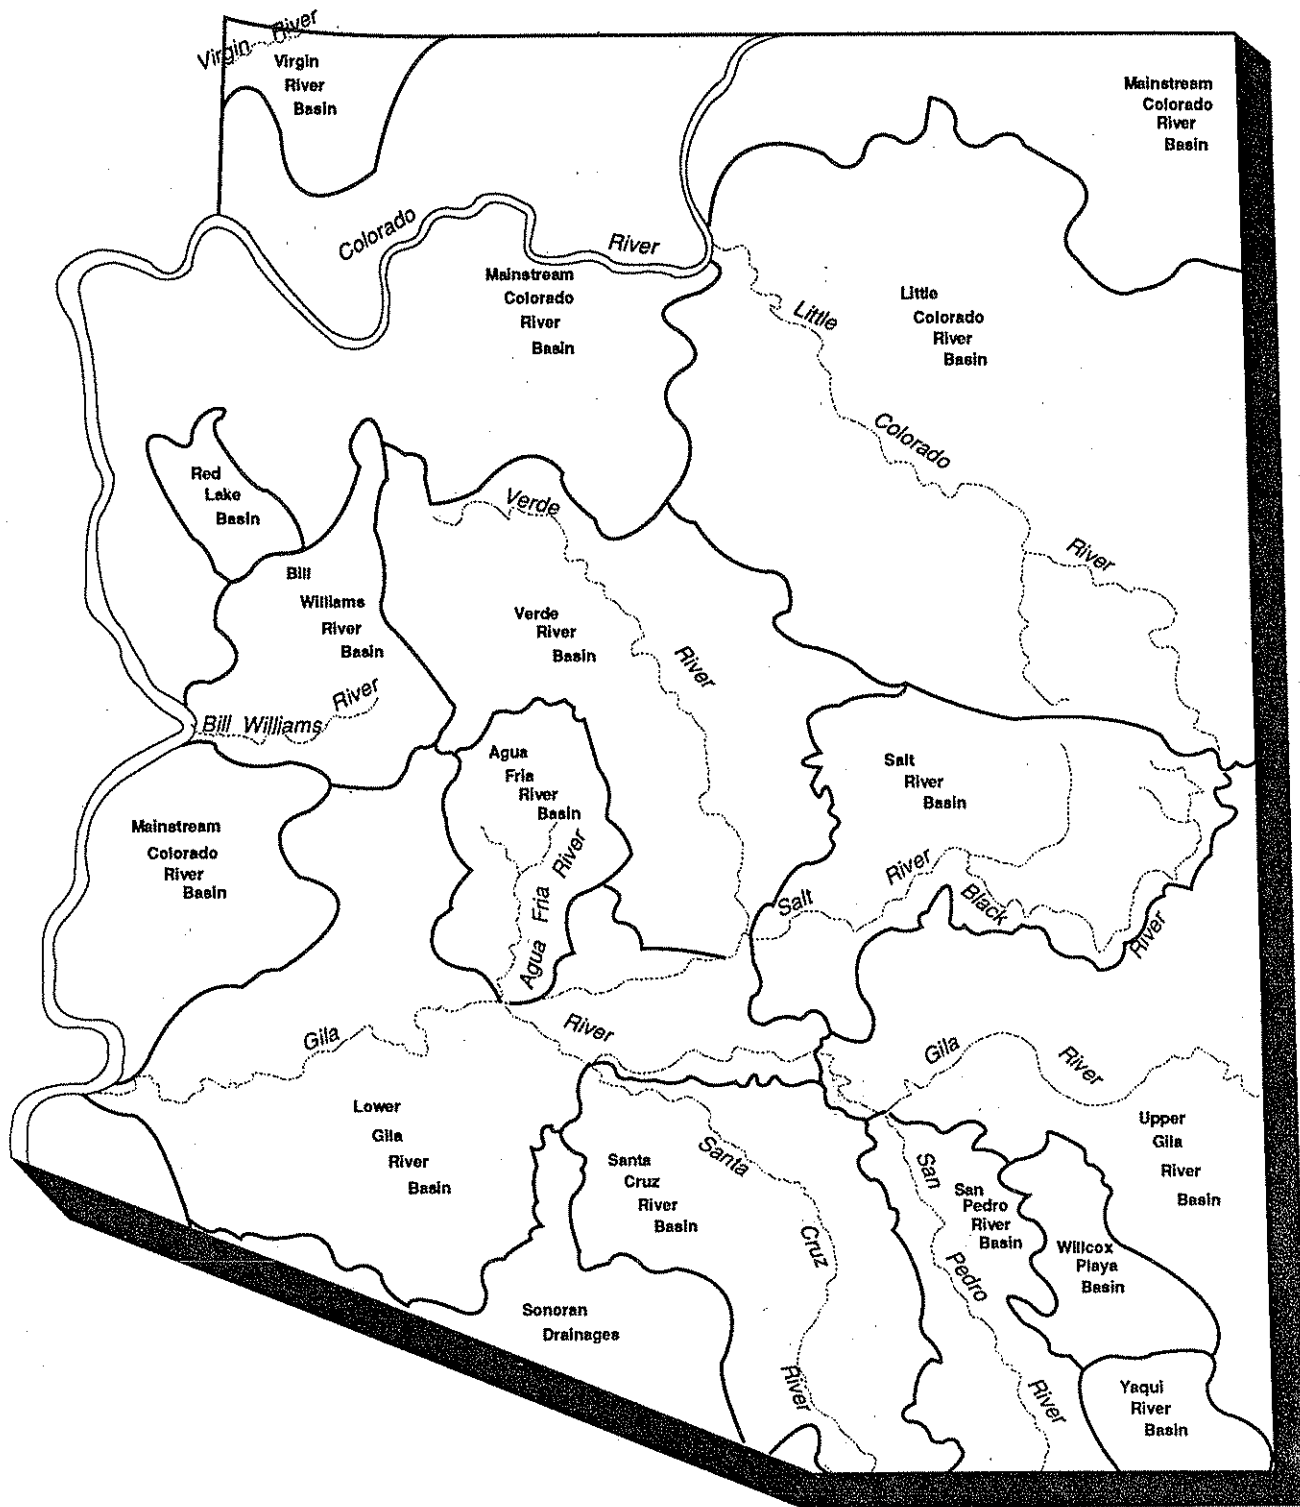 Virgin River
Virgin
River
Basin
Mainstream
Colorado
River
Basin
Colorado River
Mainstream
Colorado
River
Basin
Little
Colorado
River
Basin
Little Colorado River
Red
Lake
Basin
Verde River
Bill
Williams
River
Basin
Verde
River
Basin
Bill Williams River
Agua
Fria
River
Basin
Salt
River
Basin
Mainstream
Colorado
River
Basin
Agua Fria River
Salt River
Black River
Gila River
Gila River
Lower
Gila
River
Basin
Upper
Gila
River
Basin
Santa Cruz River
Santa
Cruz
River
Basin
San Pedro River
San
Pedro
River
Basin
Willcox
Playa
Basin
Sonoran
Drainages
Yaqui
River
Basin